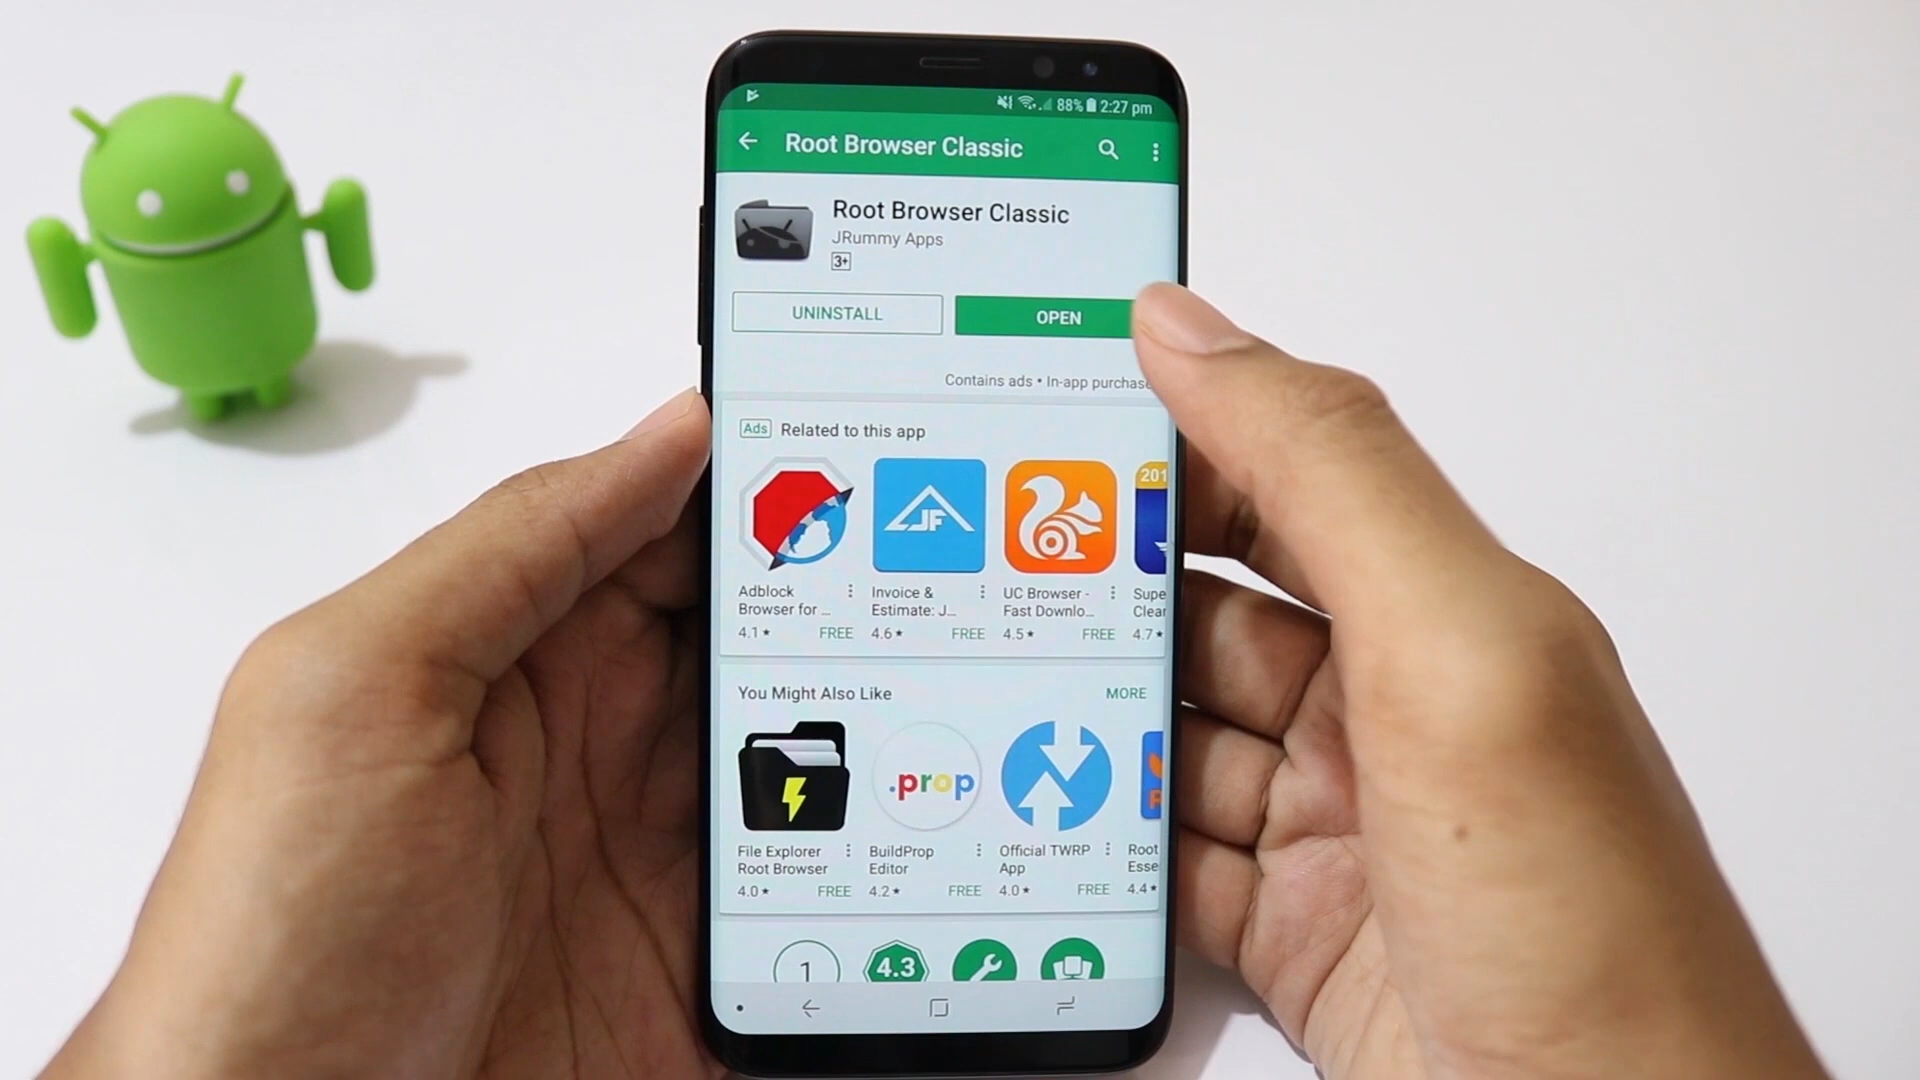 88% 2:27 pm
Root Browser Classic
Root Browser Classic
JRummy Apps
3+
UNINSTALL
OPEN
Contains ads • In-app purchase
Ads Related to this app
JF
201
Adblock
Browser for ...
4.1★ FREE
Invoice &
Estimate: J...
4.6★ FREE
UC Browser -
Fast Downlo...
4.5★ FREE
Supe
Clear
4.7★
You Might Also Like
MORE
.prop
File Explorer
Root Browser
4.0★ FREE
BuildProp
Editor
4.2★ FREE
Official TWRP
App
4.0★ FREE
Root
Esse
4.4★
1
4.3